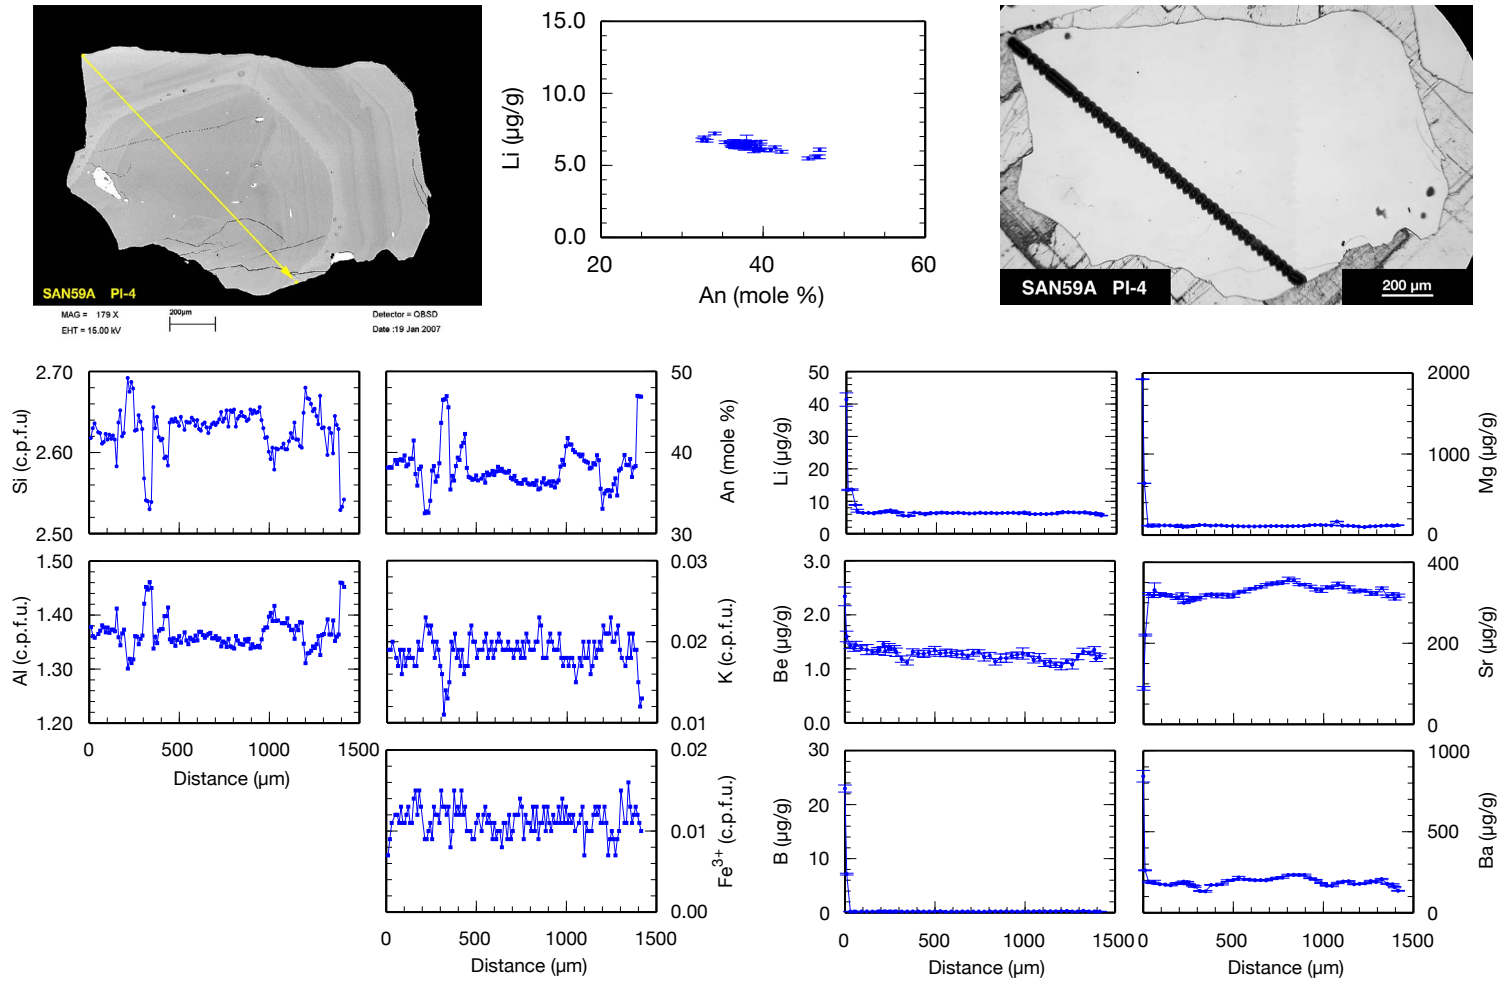 SAN59A Pl-4
MAG = 179 X
EHT = 15.00 kV
200µm
Detector = QBSD
Date :19 Jan 2007
15.0
10.0
5.0
0.0
Li (µg/g)
20
40
60
An (mole %)
SAN59A Pl-4
200 µm
2.70
2.60
2.50
Si (c.p.f.u)
50
40
30
An (mole %)
50
40
30
20
10
0
Li (µg/g)
2000
1000
0
Mg (µg/g)
1.50
1.40
1.30
1.20
Al (c.p.f.u.)
0 500 1000 1500
Distance (µm)
0.03
0.02
0.01
K (c.p.f.u.)
3.0
2.0
1.0
0.0
Be (µg/g)
400
200
0
Sr (µg/g)
0.02
0.01
0.00
Fe3+ (c.p.f.u.)
0 500 1000 1500
Distance (µm)
30
20
10
0
B (µg/g)
0 500 1000 1500
Distance (µm)
1000
500
0
Ba (µg/g)
0 500 1000 1500
Distance (µm)